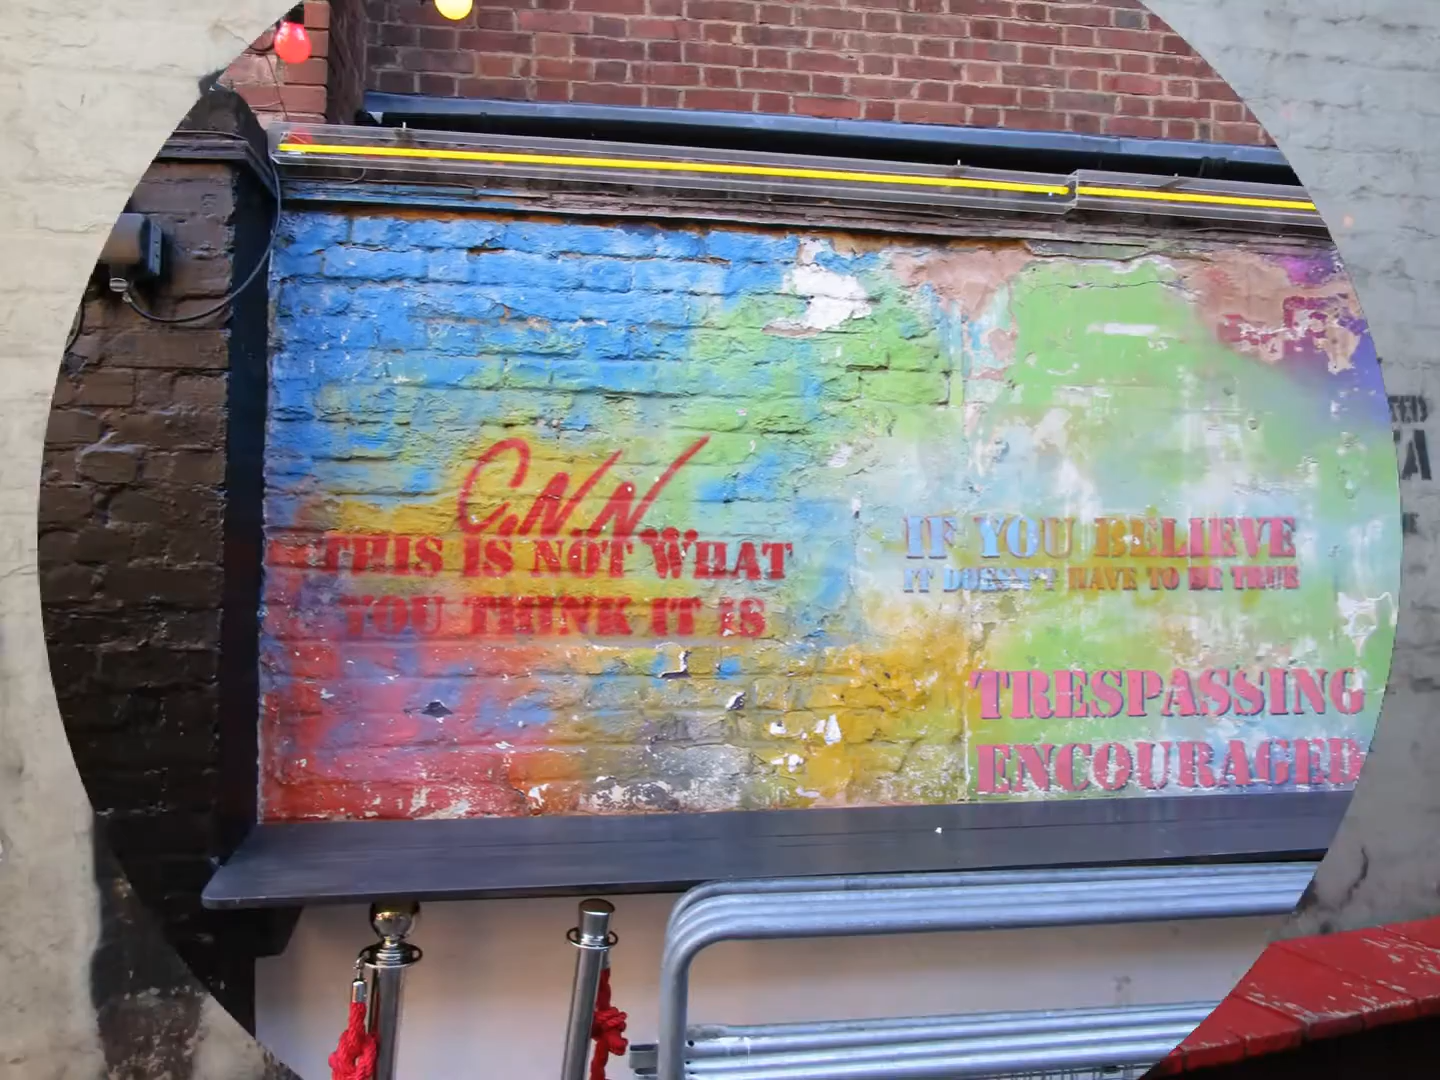 C.N.N...
THIS IS NOT WHAT
YOU THINK IT IS
IF YOU BELIEVE
IT DOESN'T HAVE TO BE TRUE
TRESPASSING
ENCOURAGED